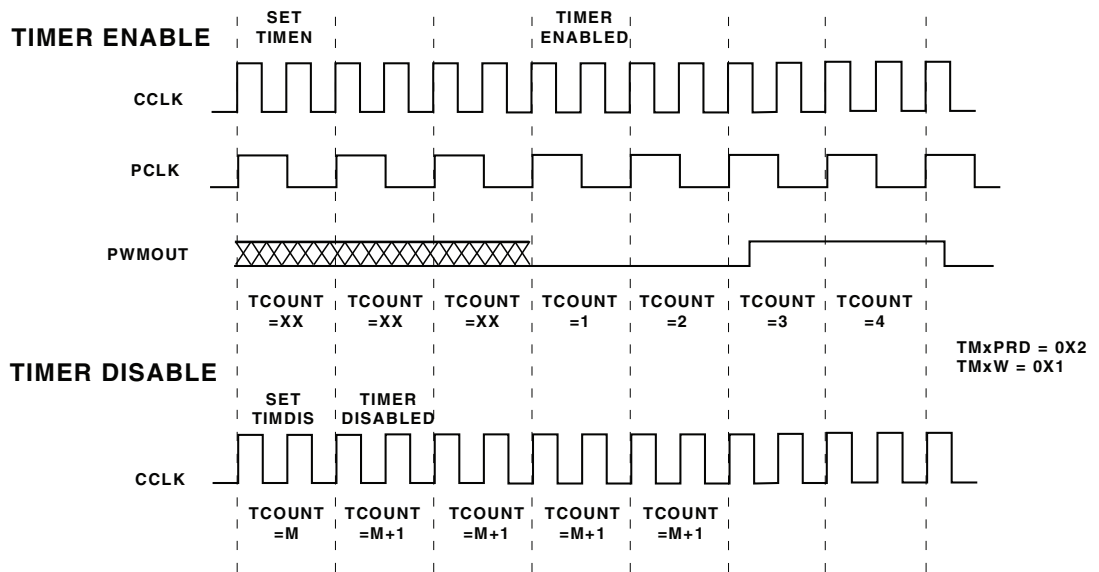 TIMER ENABLE
SET
TIMEN
TIMER
ENABLED
CCLK
PCLK
PWMOUT
TCOUNT
=XX
TCOUNT
=XX
TCOUNT
=XX
TCOUNT
=1
TCOUNT
=2
TCOUNT
=3
TCOUNT
=4
TMxPRD = 0X2
TMxW = 0X1
TIMER DISABLE
SET
TIMDIS
TIMER
DISABLED
CCLK
TCOUNT
=M
TCOUNT
=M+1
TCOUNT
=M+1
TCOUNT
=M+1
TCOUNT
=M+1